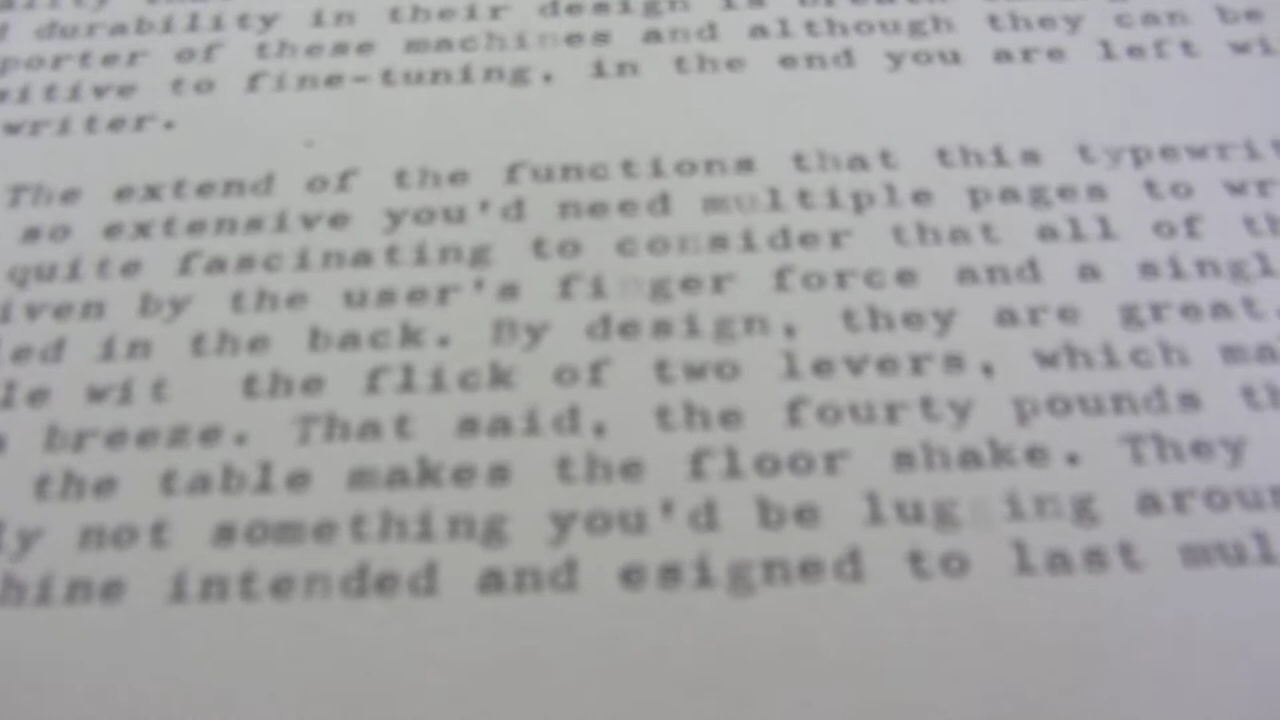 durability in their design is
porter of these machines and although they can be
sitive to fine-tuning, in the end you are left wi
writer.
The extend of the functions that this typewrit
so extensive you'd need multiple pages to wr
quite fascinating to consider that all of th
iven by the user's fi ger force and a singl
led in the back. By design, they are great.
le wit the flick of two levers, which ma
a breeze. That said, the fourty pounds th
the table makes the floor shake. They
ly not something you'd be lug ing aroun
hine intended and esigned to last mul